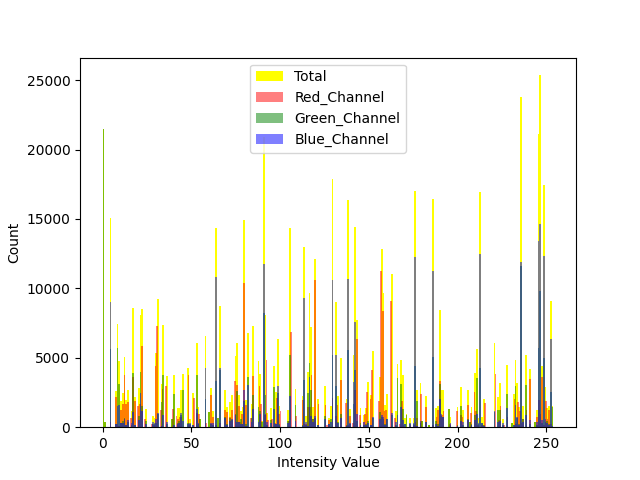 Total
Red_Channel
Green_Channel
Blue_Channel
25000
20000
15000
10000
5000
0
Count
0 50 100 150 200 250
Intensity Value